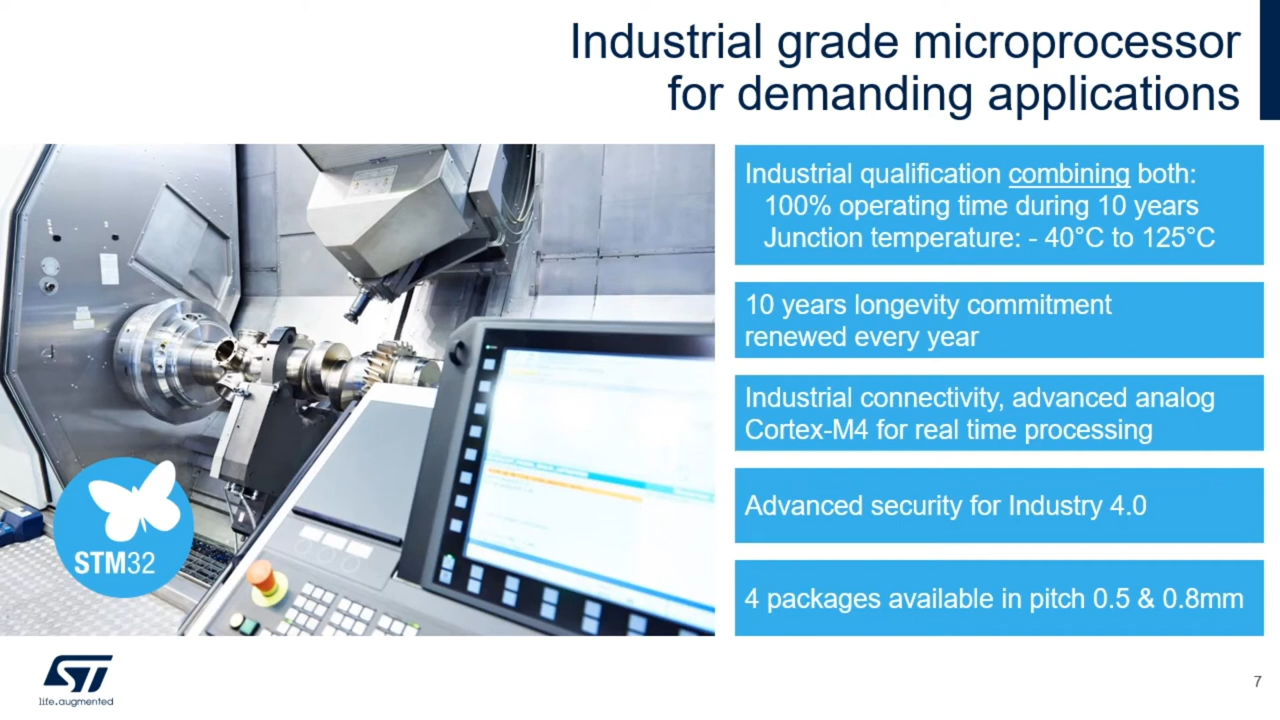 Industrial grade microprocessor
for demanding applications
Industrial qualification combining both:
100% operating time during 10 years
Junction temperature: - 40°C to 125°C
10 years longevity commitment
renewed every year
Industrial connectivity, advanced analog
Cortex-M4 for real time processing
Advanced security for Industry 4.0
4 packages available in pitch 0.5 & 0.8mm
STM32
ST
life.augmented
7